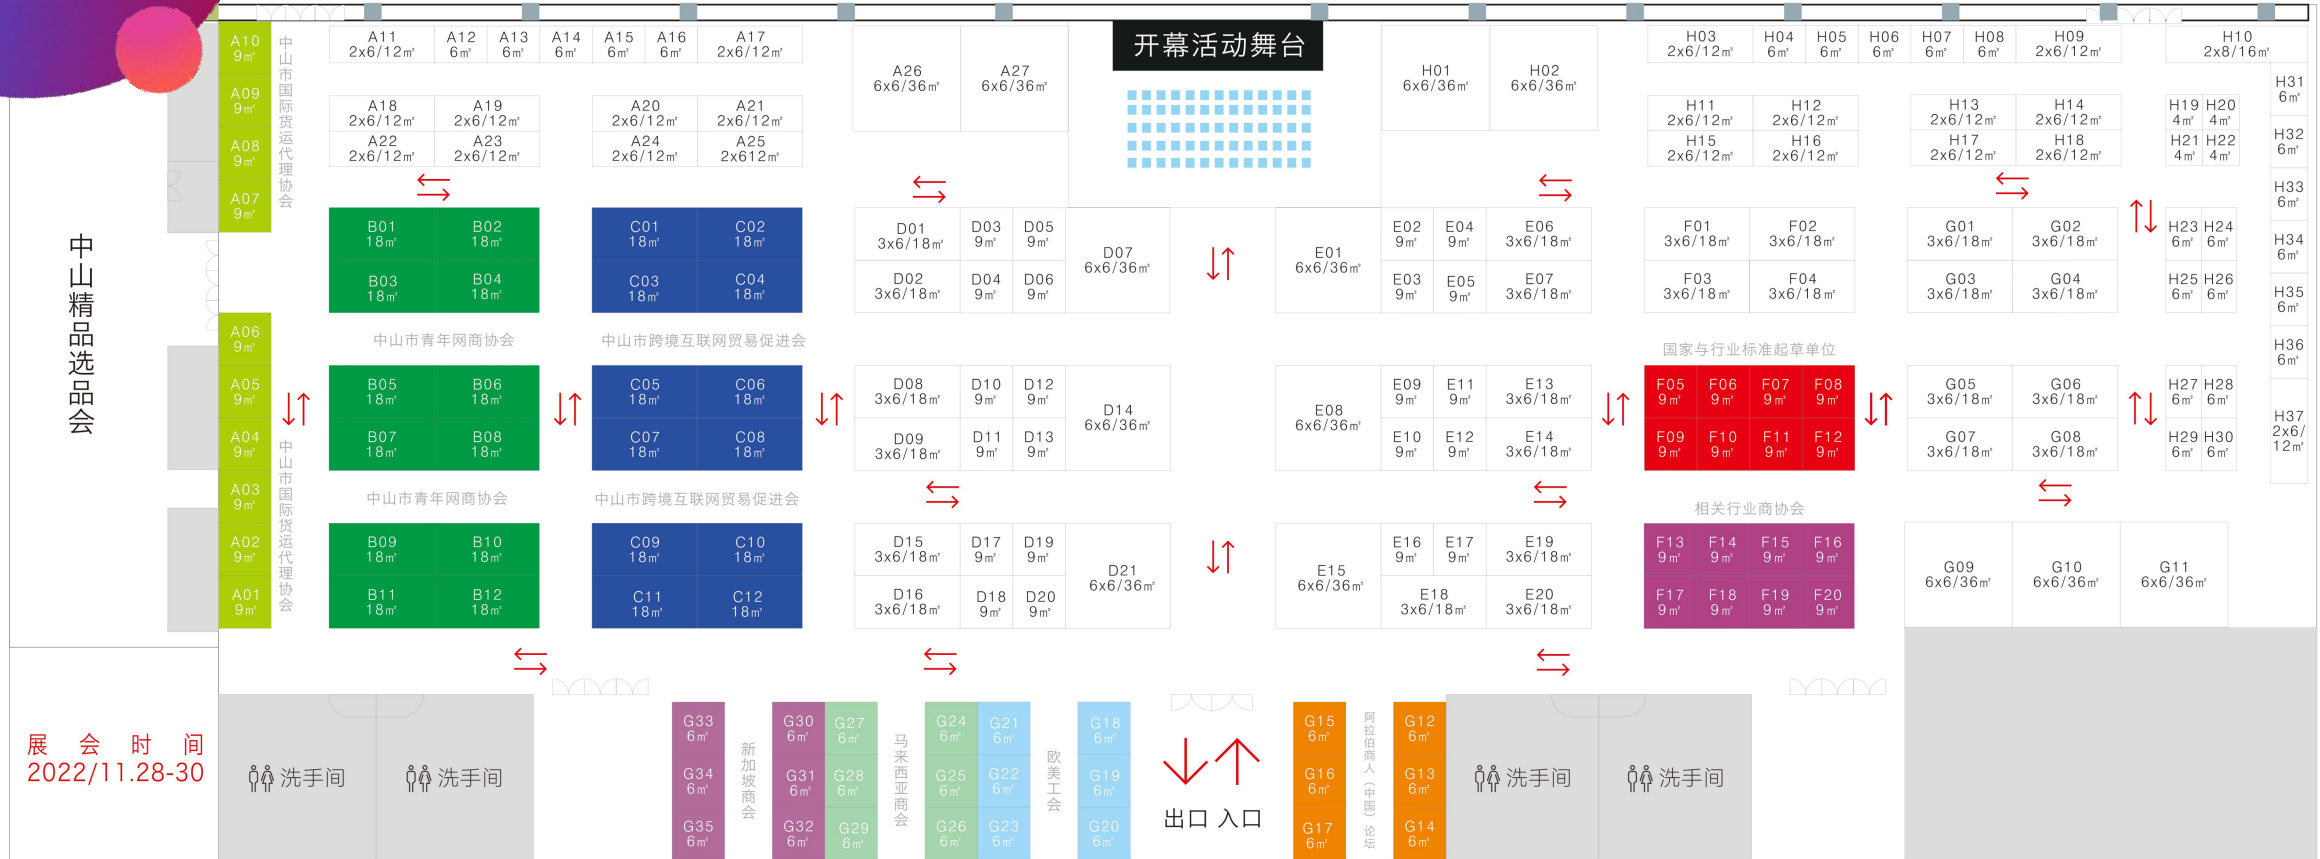 开幕活动舞台
A10
9㎡
A09
9㎡
A08
9㎡
A07
9㎡
中山市国际货运代理协会
A06
9㎡
A05
9㎡
A04
9㎡
A03
9㎡
A02
9㎡
A01
9㎡
中山市国际货运代理协会
中山精品选品会
展会时间
2022/11.28-30
A11
2x6/12㎡
A12
6㎡
A13
6㎡
A14
6㎡
A15
6㎡
A16
6㎡
A17
2x6/12㎡
A18
2x6/12㎡
A19
2x6/12㎡
A20
2x6/12㎡
A21
2x6/12㎡
A22
2x6/12㎡
A23
2x6/12㎡
A24
2x6/12㎡
A25
2x612㎡
A26
6x6/36㎡
A27
6x6/36㎡
H01
6x6/36㎡
H02
6x6/36㎡
H03
2x6/12㎡
H04
6㎡
H05
6㎡
H06
6㎡
H07
6㎡
H08
6㎡
H09
2x6/12㎡
H10
2x8/16㎡
H11
2x6/12㎡
H12
2x6/12㎡
H13
2x6/12㎡
H14
2x6/12㎡
H15
2x6/12㎡
H16
2x6/12㎡
H17
2x6/12㎡
H18
2x6/12㎡
H19 H20
4㎡ 4㎡
H21 H22
4㎡ 4㎡
H31
6㎡
H32
6㎡
H33
6㎡
H34
6㎡
H35
6㎡
H36
6㎡
H37
2x6/
12㎡
B01
18㎡
B02
18㎡
B03
18㎡
B04
18㎡
中山市青年网商协会
B05
18㎡
B06
18㎡
B07
18㎡
B08
18㎡
中山市青年网商协会
B09
18㎡
B10
18㎡
B11
18㎡
B12
18㎡
C01
18㎡
C02
18㎡
C03
18㎡
C04
18㎡
中山市跨境互联网贸易促进会
C05
18㎡
C06
18㎡
C07
18㎡
C08
18㎡
中山市跨境互联网贸易促进会
C09
18㎡
C10
18㎡
C11
18㎡
C12
18㎡
D01
3x6/18㎡
D03
9㎡
D05
9㎡
D02
3x6/18㎡
D04
9㎡
D06
9㎡
D07
6x6/36㎡
D08
3x6/18㎡
D10
9㎡
D12
9㎡
D09
3x6/18㎡
D11
9㎡
D13
9㎡
D14
6x6/36㎡
D15
3x6/18㎡
D17
9㎡
D19
9㎡
D16
3x6/18㎡
D18
9㎡
D20
9㎡
D21
6x6/36㎡
E01
6x6/36㎡
E02
9㎡
E04
9㎡
E06
3x6/18㎡
E03
9㎡
E05
9㎡
E07
3x6/18㎡
E08
6x6/36㎡
E09
9㎡
E11
9㎡
E13
3x6/18㎡
E10
9㎡
E12
9㎡
E14
3x6/18㎡
E15
6x6/36㎡
E16
9㎡
E17
9㎡
E19
3x6/18㎡
E18
3x6/18㎡
E20
3x6/18㎡
F01
3x6/18㎡
F02
3x6/18㎡
F03
3x6/18㎡
F04
3x6/18㎡
国家与行业标准起草单位
F05
9㎡
F06
9㎡
F07
9㎡
F08
9㎡
F09
9㎡
F10
9㎡
F11
9㎡
F12
9㎡
相关行业商协会
F13
9㎡
F14
9㎡
F15
9㎡
F16
9㎡
F17
9㎡
F18
9㎡
F19
9㎡
F20
9㎡
G01
3x6/18㎡
G02
3x6/18㎡
G03
3x6/18㎡
G04
3x6/18㎡
G05
3x6/18㎡
G06
3x6/18㎡
G07
3x6/18㎡
G08
3x6/18㎡
G09
6x6/36㎡
G10
6x6/36㎡
G11
6x6/36㎡
H23 H24
6㎡ 6㎡
H25 H26
6㎡ 6㎡
H27 H28
6㎡ 6㎡
H29 H30
6㎡ 6㎡
洗手间
洗手间
G33
6㎡
G34
6㎡
G35
6㎡
新加坡商会
G30
6㎡
G31
6㎡
G32
6㎡
G27
6㎡
G28
6㎡
G29
6㎡
马来西亚商会
G24
6㎡
G25
6㎡
G26
6㎡
G21
6㎡
G22
6㎡
G23
6㎡
欧美工会
G18
6㎡
G19
6㎡
G20
6㎡
出口 入口
G15
6㎡
G16
6㎡
G17
6㎡
阿拉伯商人（中国）论坛
G12
6㎡
G13
6㎡
G14
6㎡
洗手间
洗手间